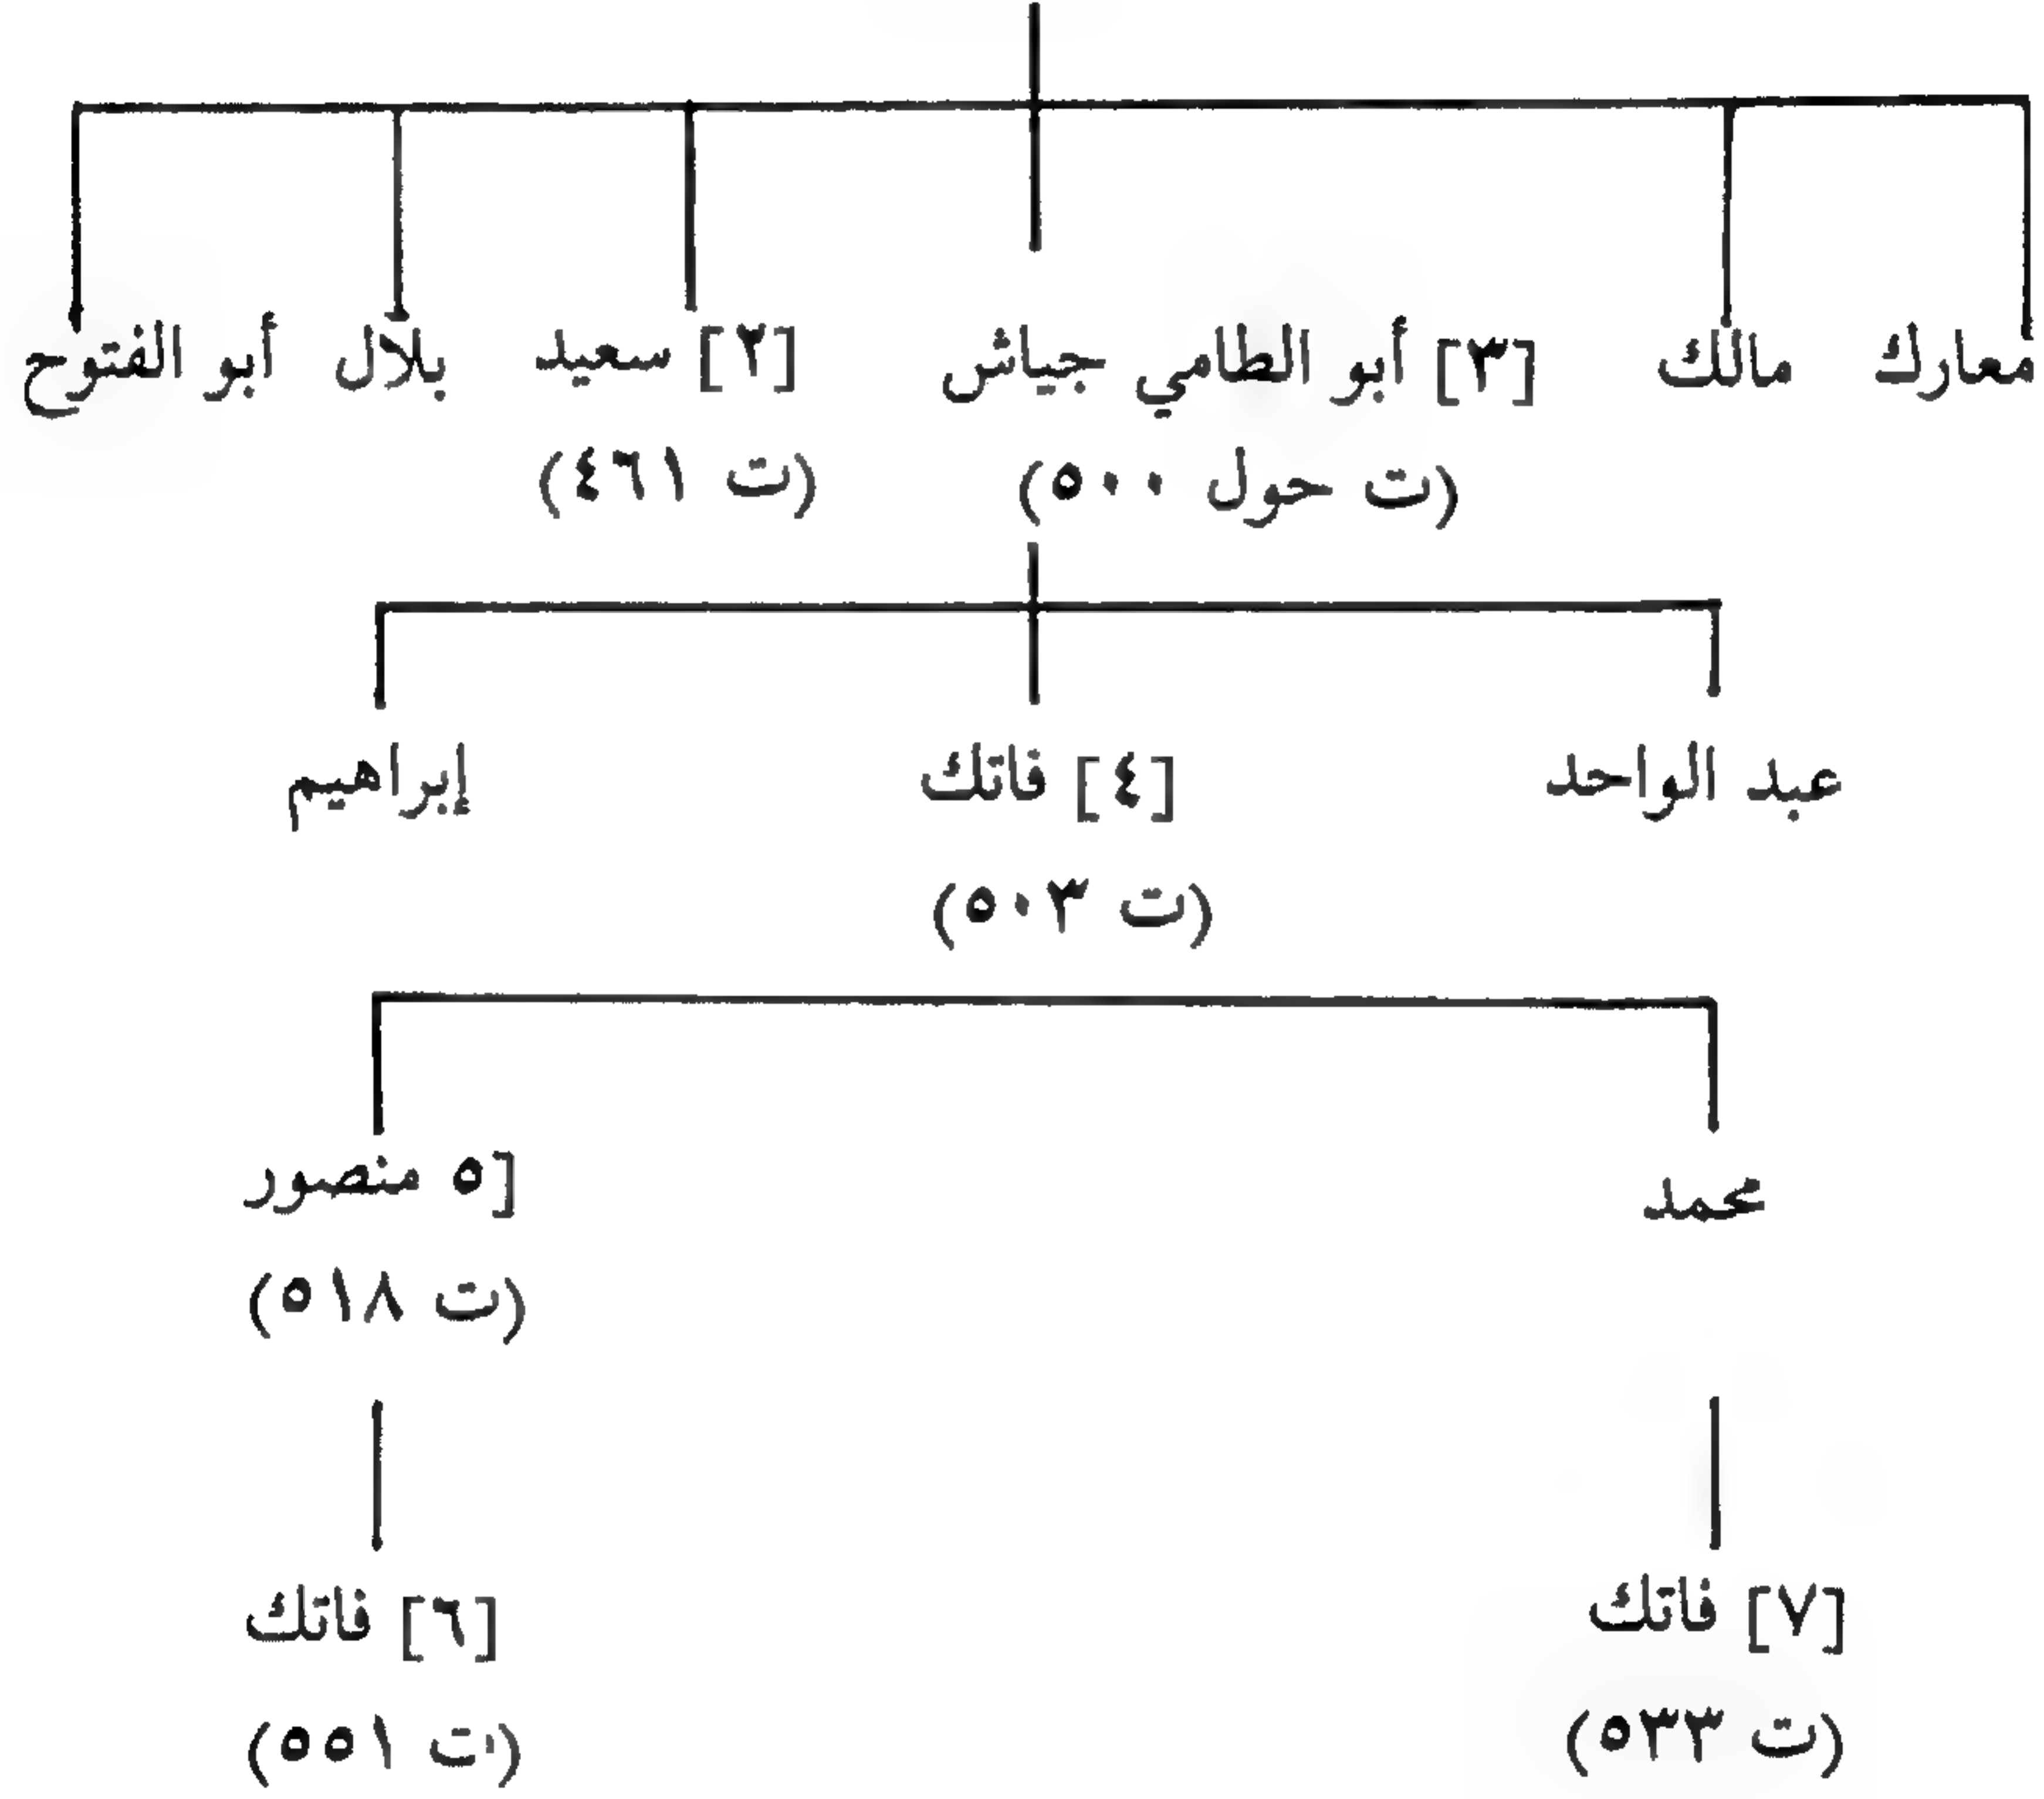 معارك مالك [٣] أبو الطامي جياش [٢] سعيد بلال أبو الفتوح
(ت حول ٥٠٠) (ت ٤٦١)
عبد الواحد [٤] فاتك إبراهيم
(ت ٥٠٣)
محمد [٥ منصور
(ت ٥١٨)
[٧] فاتك [٦] فاتك
(ت ٥٣٣) (ت ٥٥١)